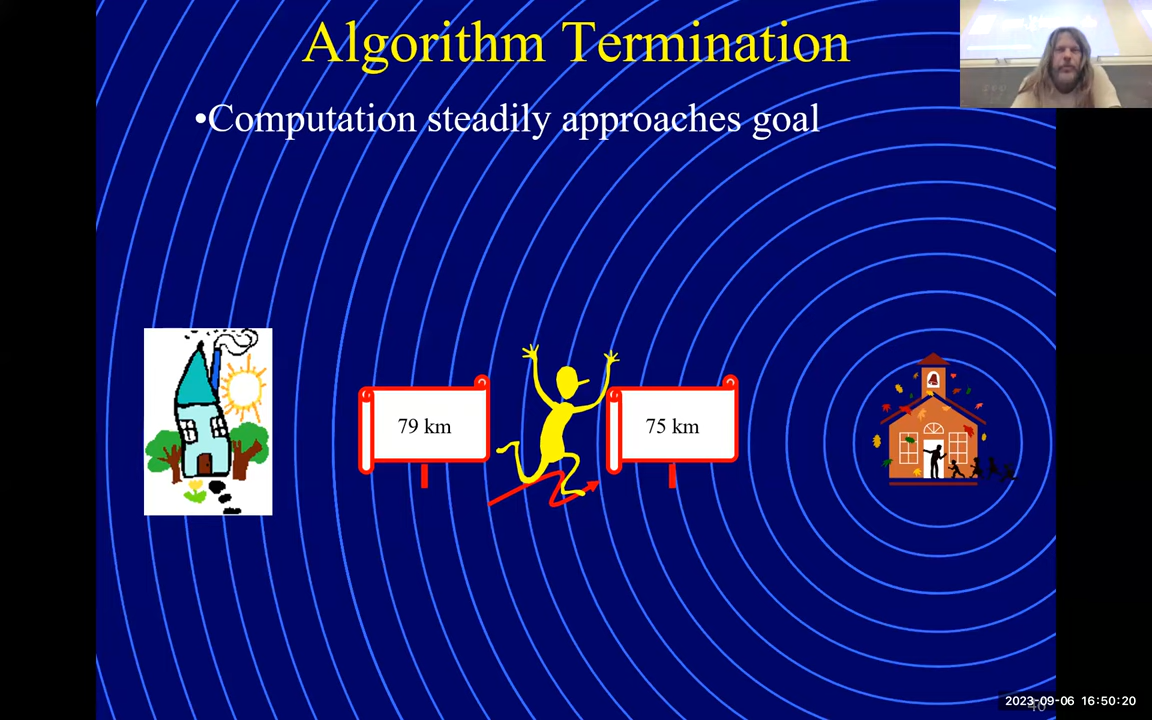 Algorithm Termination
•Computation steadily approaches goal
79 km
75 km
2023-09-06 16:50:20